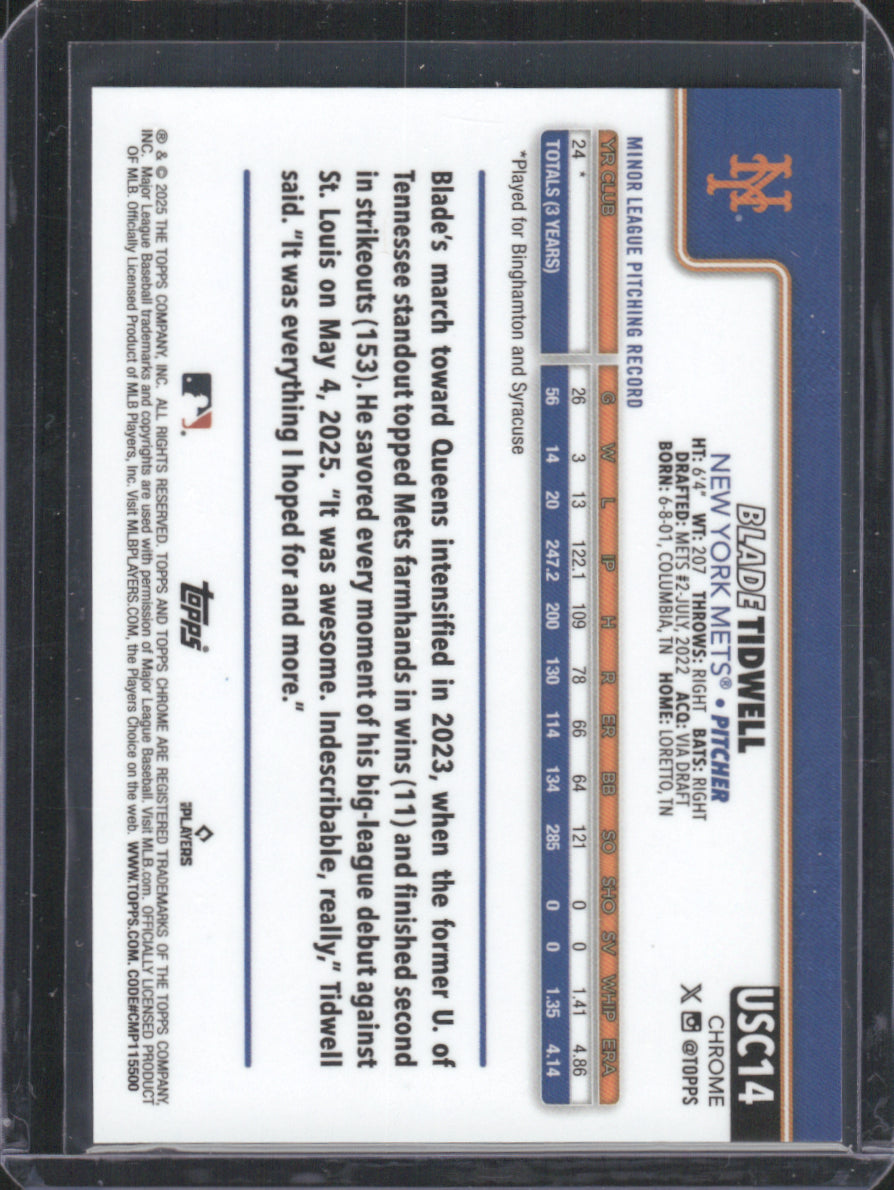 USC14
CHROME
X @TOPPS
BLADE TIDWELL
NEW YORK METS® • PITCHER
HT: 6'4" WT: 207 THROWS: RIGHT BATS: RIGHT
DRAFTED: METS #2-JULY, 2022 ACQ: VIA DRAFT
BORN: 6-8-01, COLUMBIA, TN HOME: LORETTO, TN
NY
MINOR LEAGUE PITCHING RECORD
YR CLUB G W L IP H R ER BB SO SHO SV WHIP ERA
24 * 26 3 13 122.1 109 78 66 64 121 0 0 1.41 4.86
TOTALS (3 YEARS) 56 14 20 247.2 200 130 114 134 285 0 0 1.35 4.14
*Played for Binghamton and Syracuse
Blade's march toward Queens intensified in 2023, when the former U. of
Tennessee standout topped Mets farmhands in wins (11) and finished second
in strikeouts (153). He savored every moment of his big-league debut against
St. Louis on May 4, 2025. "It was awesome. Indescribable, really," Tidwell
said. "It was everything I hoped for and more."
topps®
PLAYERS
® & © 2025 THE TOPPS COMPANY, INC. ALL RIGHTS RESERVED. TOPPS AND TOPPS CHROME ARE REGISTERED TRADEMARKS OF THE TOPPS COMPANY,
INC. Major League Baseball trademarks and copyrights are used with permission of Major League Baseball. Visit MLB.com. OFFICIALLY LICENSED PRODUCT
OF MLB. Officially Licensed Product of MLB Players, Inc. Visit MLBPLAYERS.COM, the Players Choice on the web. WWW.TOPPS.COM. CODE#CMP115500